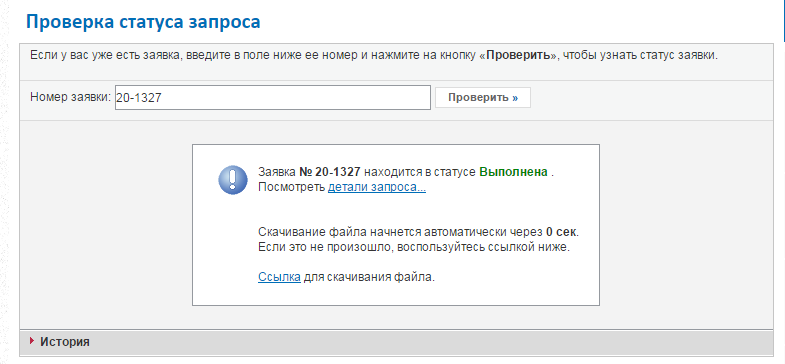 Проверка статуса запроса
Если у вас уже есть заявка, введите в поле ниже ее номер и нажмите на кнопку «Проверить», чтобы узнать статус заявки.
Номер заявки: 20-1327 Проверить »
Заявка № 20-1327 находится в статусе Выполнена .
Посмотреть детали запроса...
Скачивание файла начнется автоматически через 0 сек.
Если это не произошло, воспользуйтесь ссылкой ниже.
Ссылка для скачивания файла.
История